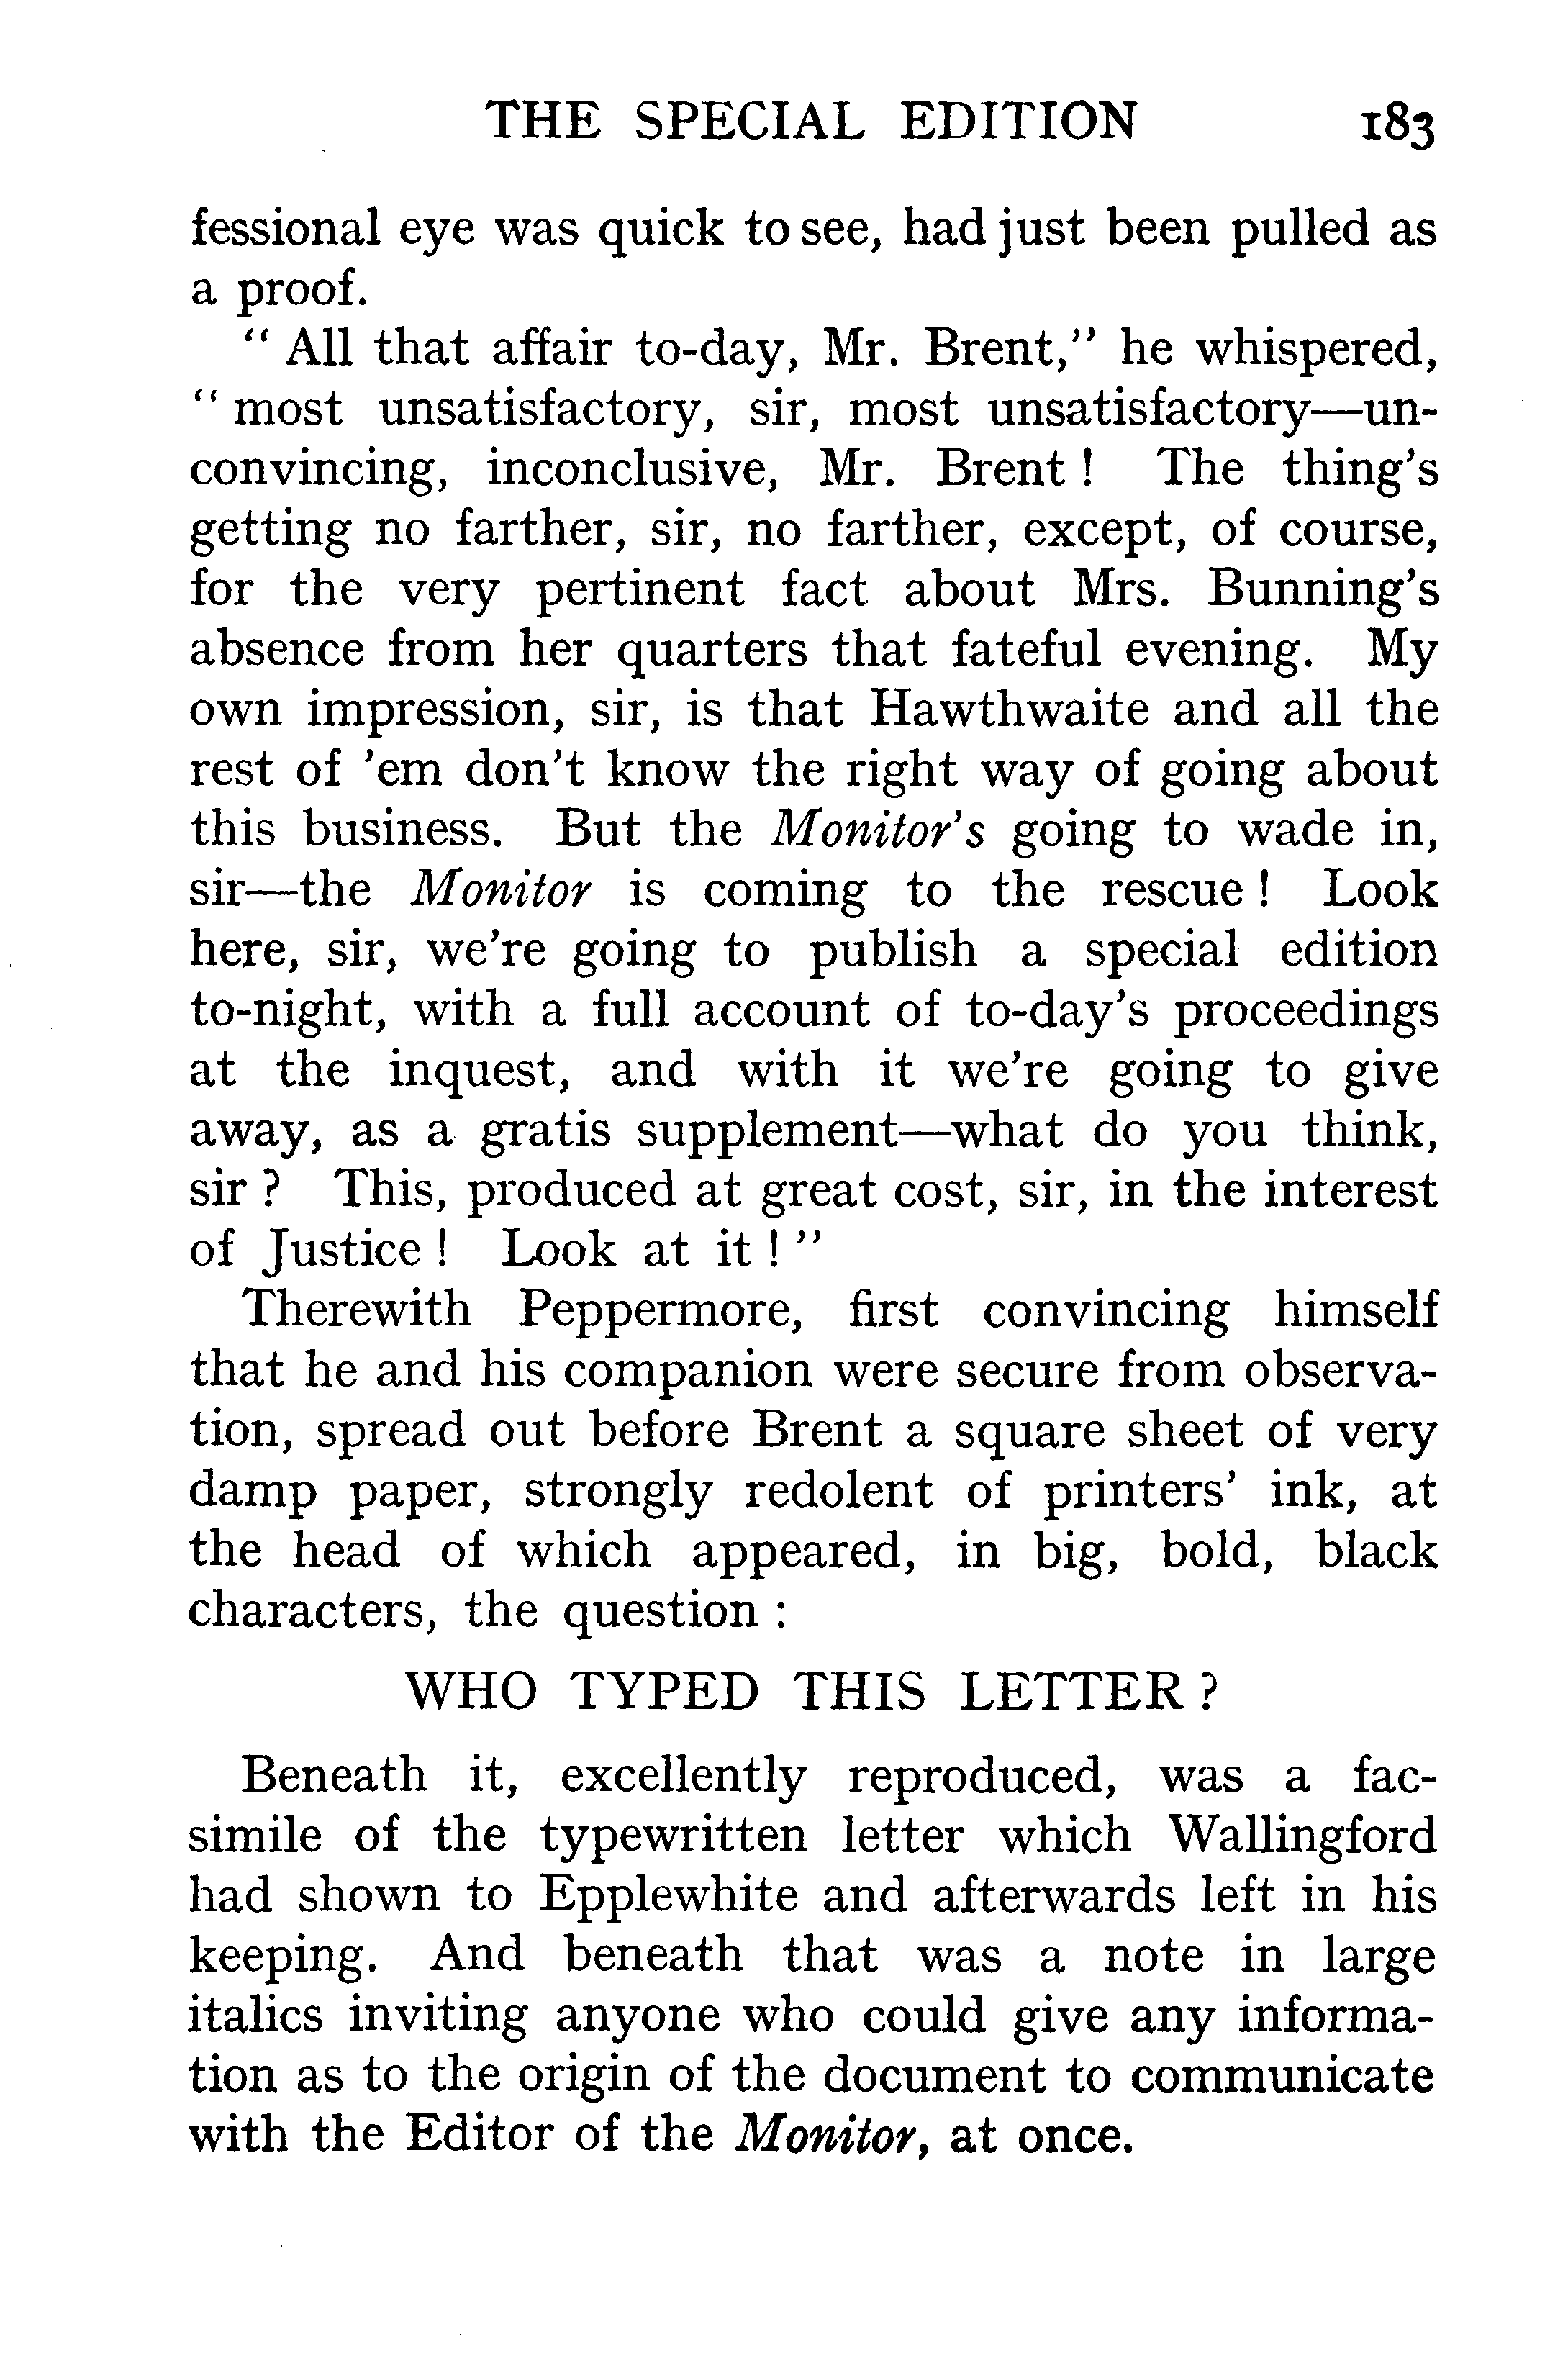 THE SPECIAL EDITION 183
fessional eye was quick to see, had just been pulled as
a proof.
“ All that affair to-day, Mr. Brent,” he whispered,
“ most unsatisfactory, sir, most unsatisfactory—un-
convincing, inconclusive, Mr. Brent ! The thing’s
getting no farther, sir, no farther, except, of course,
for the very pertinent fact about Mrs. Bunning’s
absence from her quarters that fateful evening. My
own impression, sir, is that Hawthwaite and all the
rest of ’em don’t know the right way of going about
this business. But the Monitor’s going to wade in,
sir—the Monitor is coming to the rescue ! Look
here, sir, we’re going to publish a special edition
to-night, with a full account of to-day’s proceedings
at the inquest, and with it we’re going to give
away, as a gratis supplement—what do you think,
sir ? This, produced at great cost, sir, in the interest
of Justice ! Look at it ! ”
Therewith Peppermore, first convincing himself
that he and his companion were secure from observa-
tion, spread out before Brent a square sheet of very
damp paper, strongly redolent of printers’ ink, at
the head of which appeared, in big, bold, black
characters, the question :
WHO TYPED THIS LETTER ?
Beneath it, excellently reproduced, was a fac-
simile of the typewritten letter which Wallingford
had shown to Epplewhite and afterwards left in his
keeping. And beneath that was a note in large
italics inviting anyone who could give any informa-
tion as to the origin of the document to communicate
with the Editor of the Monitor, at once.